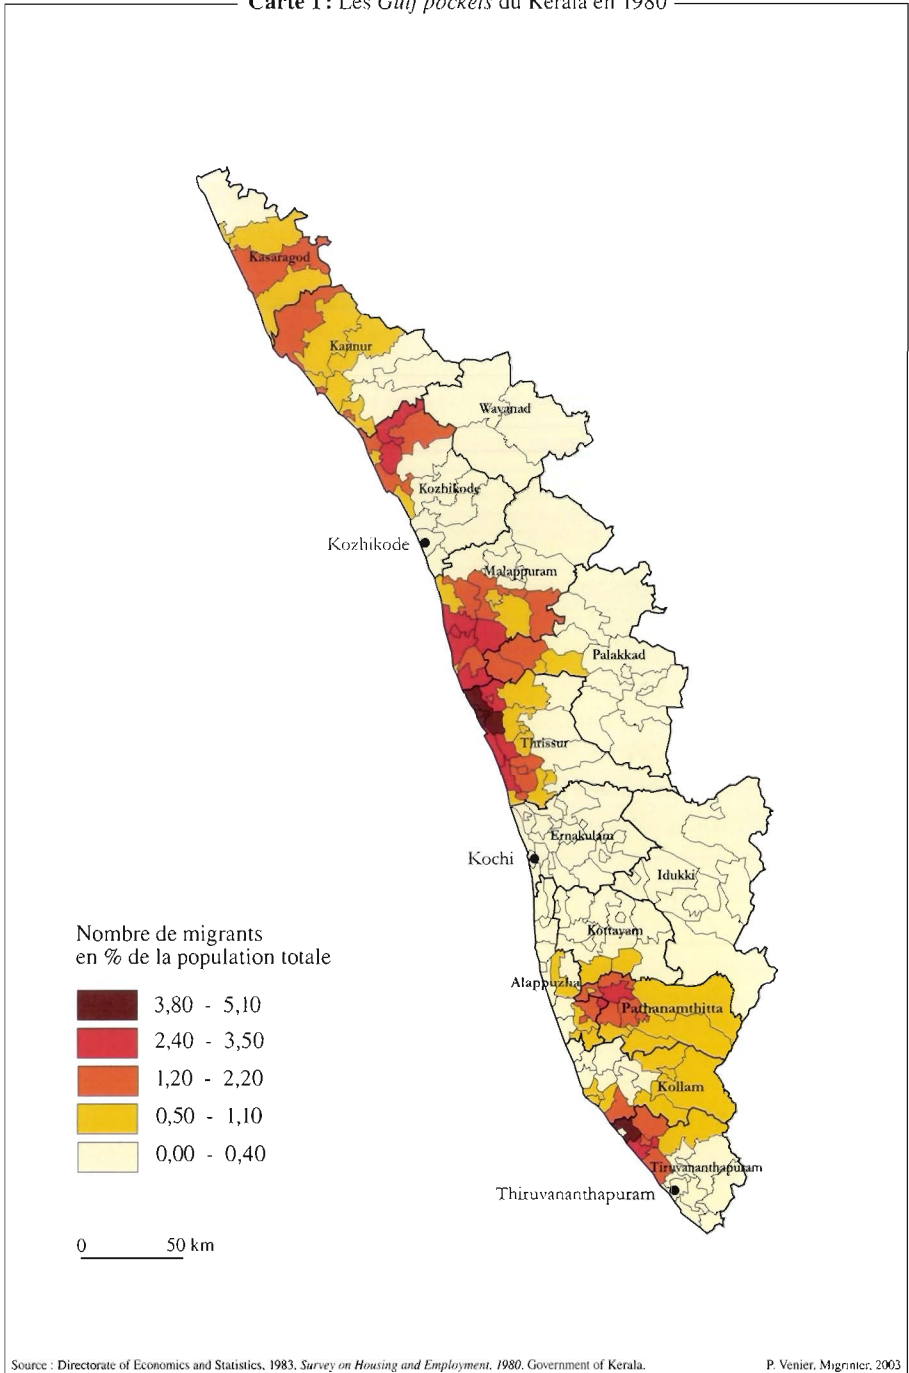 Carte 1 : Les Gulf pockets du Kerala en 1980
Kasaragod
Kannur
Wayanad
Kozhikode
Kozhikode
Malappuram
Palakkad
Thrissur
Ernakulam
Kochi
Idukki
Kottayam
Alappuzha
Pathanamthitta
Kollam
Tiruvananthapuram
Thiruvananthapuram
Nombre de migrants
en % de la population totale
3,80 - 5,10
2,40 - 3,50
1,20 - 2,20
0,50 - 1,10
0,00 - 0,40
0 50 km
Source : Directorate of Economics and Statistics, 1983, Survey on Housing and Employment, 1980, Government of Kerala.
P. Venier, Migrinter, 2003